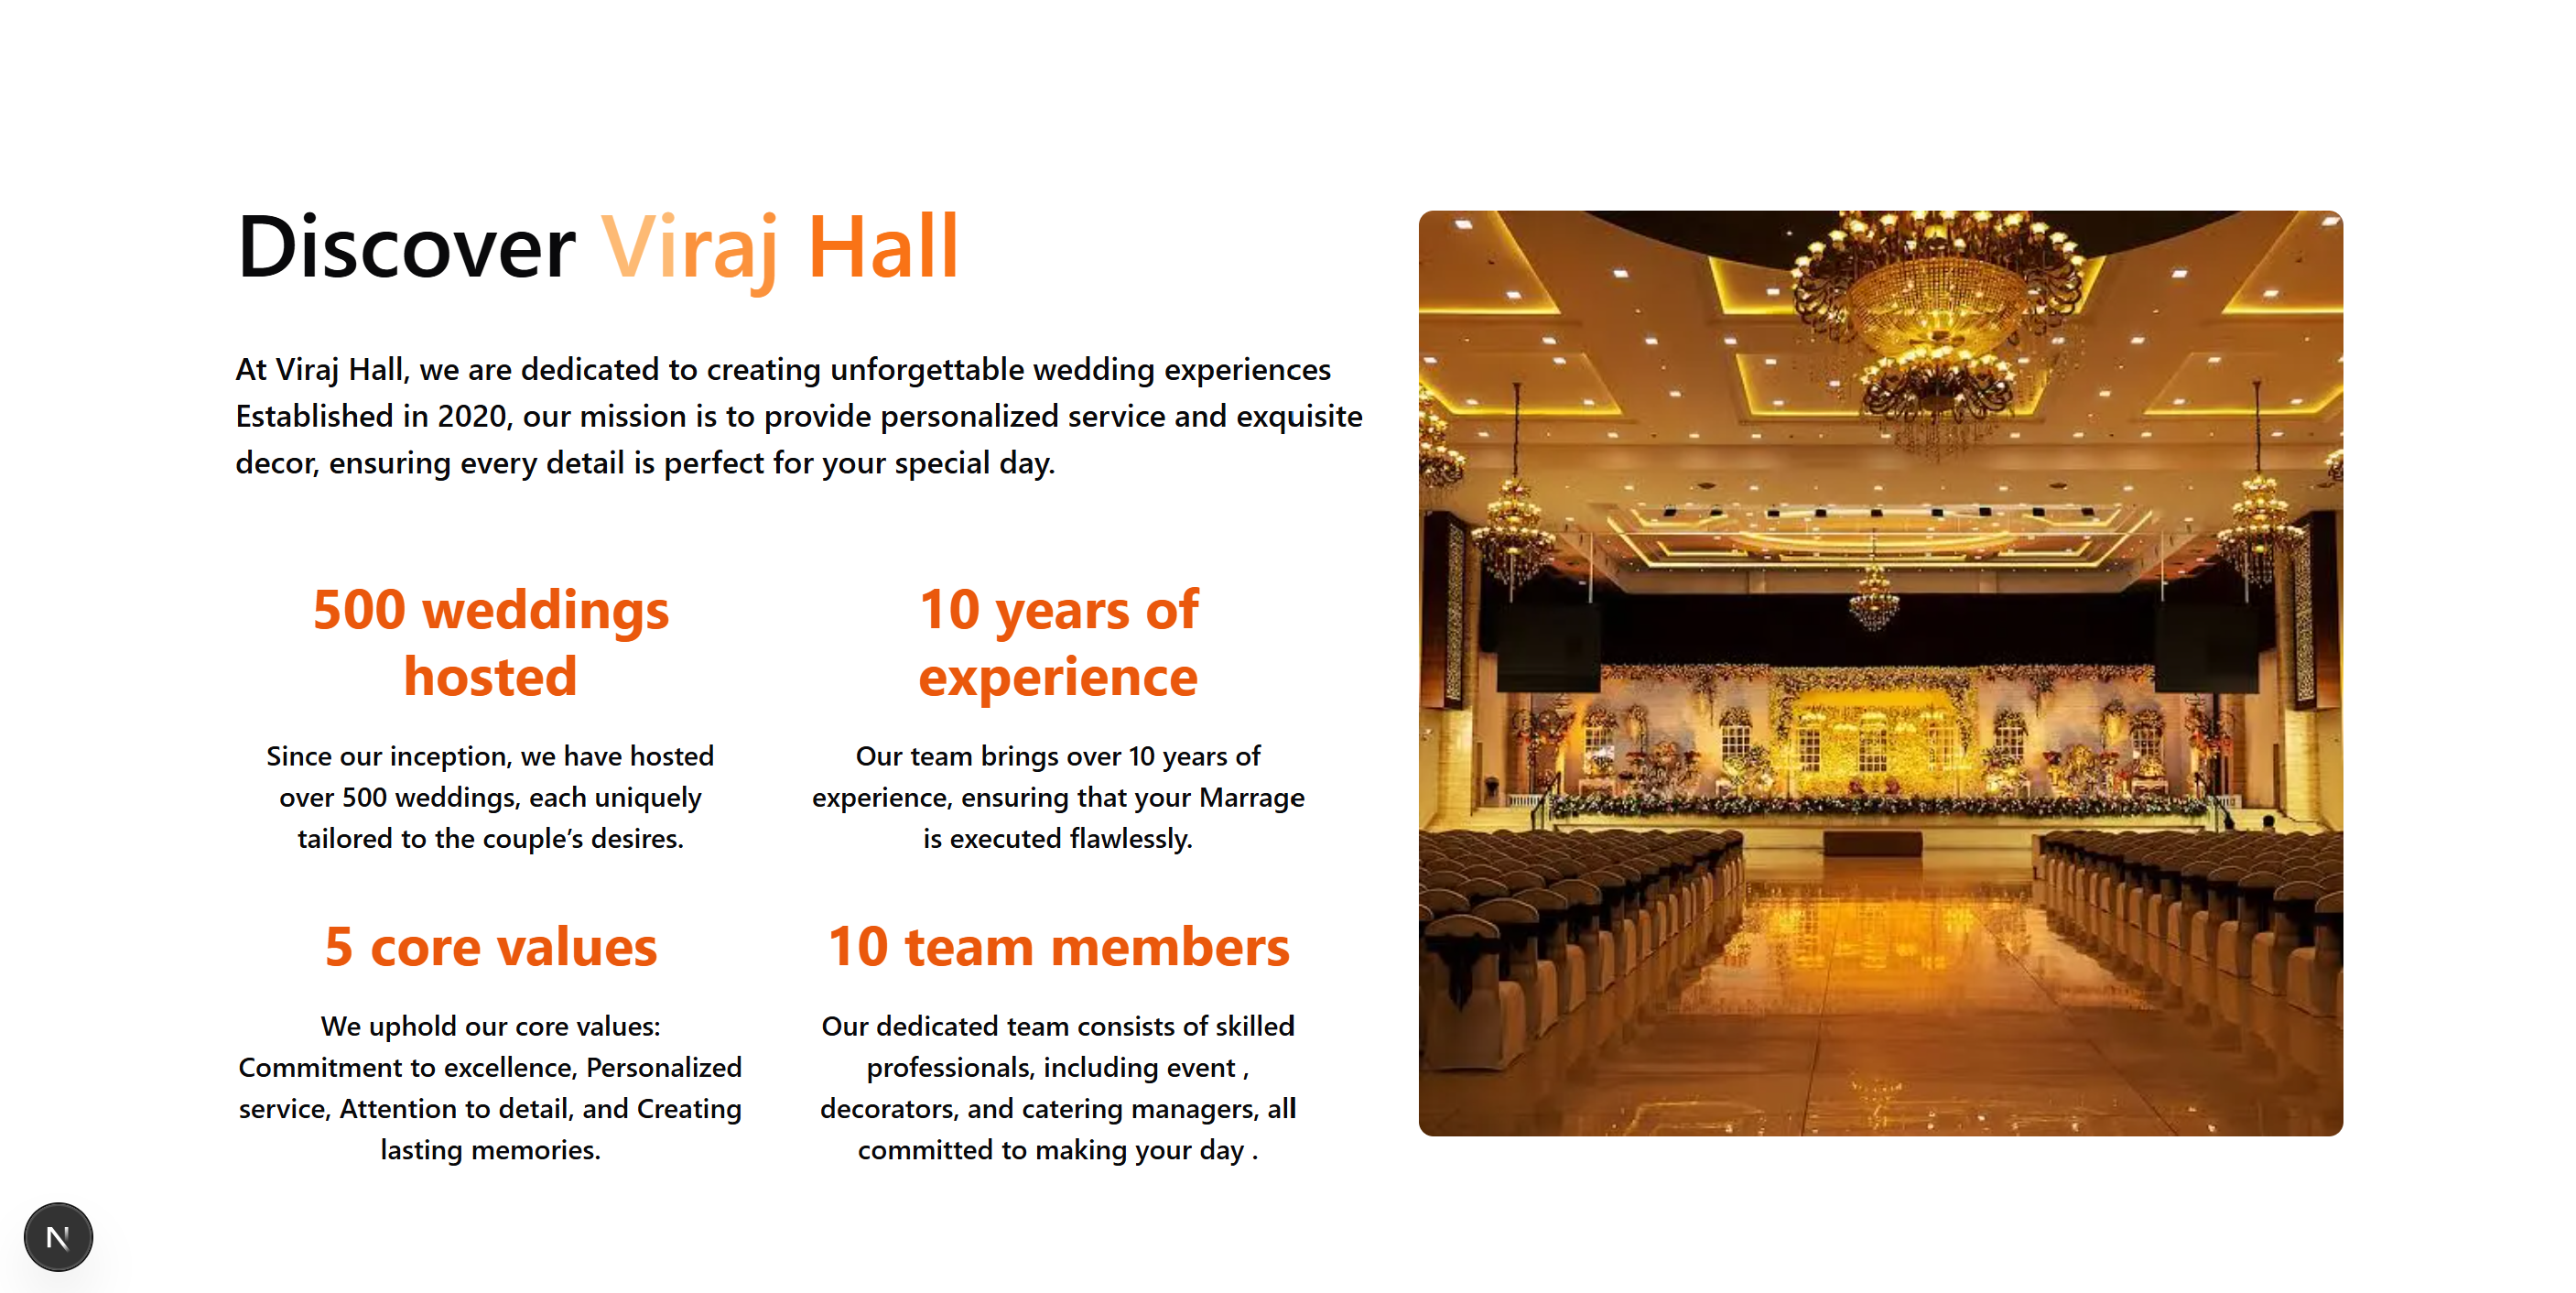 Discover Viraj Hall
At Viraj Hall, we are dedicated to creating unforgettable wedding experiences
Established in 2020, our mission is to provide personalized service and exquisite
decor, ensuring every detail is perfect for your special day.
500 weddings
hosted
Since our inception, we have hosted
over 500 weddings, each uniquely
tailored to the couple’s desires.
10 years of
experience
Our team brings over 10 years of
experience, ensuring that your Marrage
is executed flawlessly.
5 core values
We uphold our core values:
Commitment to excellence, Personalized
service, Attention to detail, and Creating
lasting memories.
10 team members
Our dedicated team consists of skilled
professionals, including event ,
decorators, and catering managers, all
committed to making your day .
N